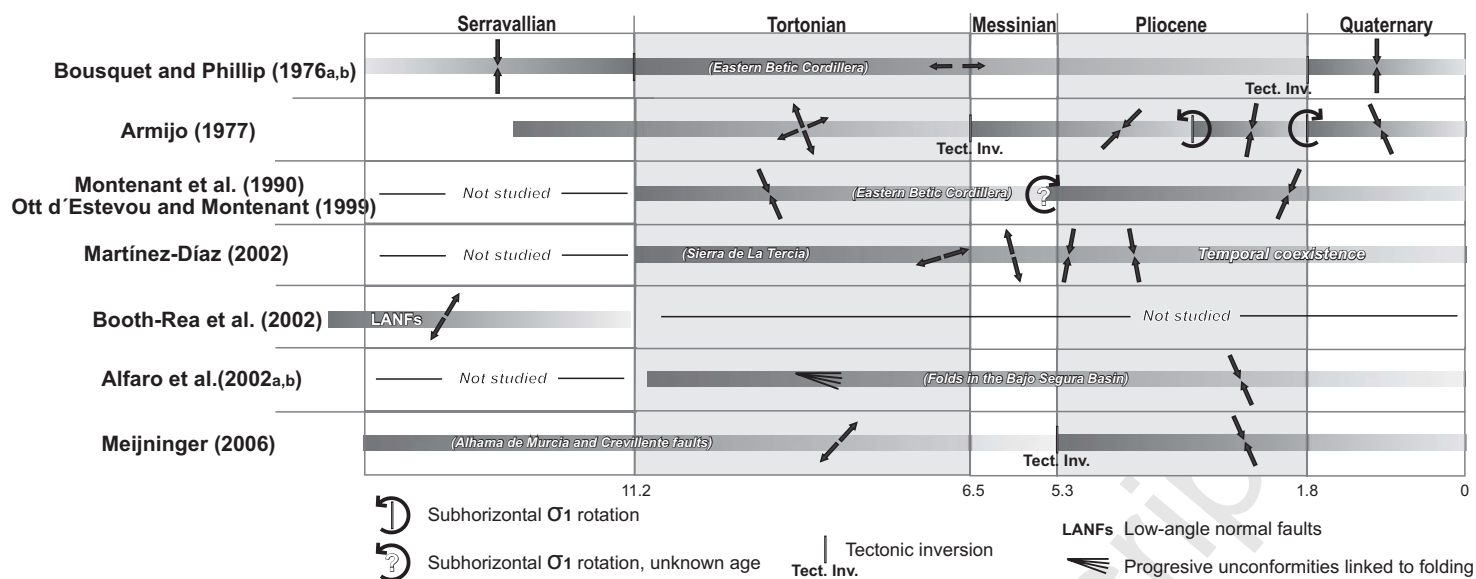 Serravallian Tortonian Messinian Pliocene Quaternary
Bousquet and Phillip (1976a,b)
(Eastern Betic Cordillera)
Tect. Inv.
Armijo (1977)
Tect. Inv.
Montenant et al. (1990)
Ott d´Estevou and Montenant (1999)
Not studied
(Eastern Betic Cordillera)
?
Martínez-Díaz (2002)
Not studied
(Sierra de La Tercia)
Temporal coexistence
Booth-Rea et al. (2002)
LANFs
Not studied
Alfaro et al.(2002a,b)
Not studied
(Folds in the Bajo Segura Basin)
Meijninger (2006)
(Alhama de Murcia and Crevillente faults)
Tect. Inv.
11.2 6.5 5.3 1.8 0
Subhorizontal σ1 rotation
? Subhorizontal σ1 rotation, unknown age
Tectonic inversion
Tect. Inv.
LANFs Low-angle normal faults
Progresive unconformities linked to folding